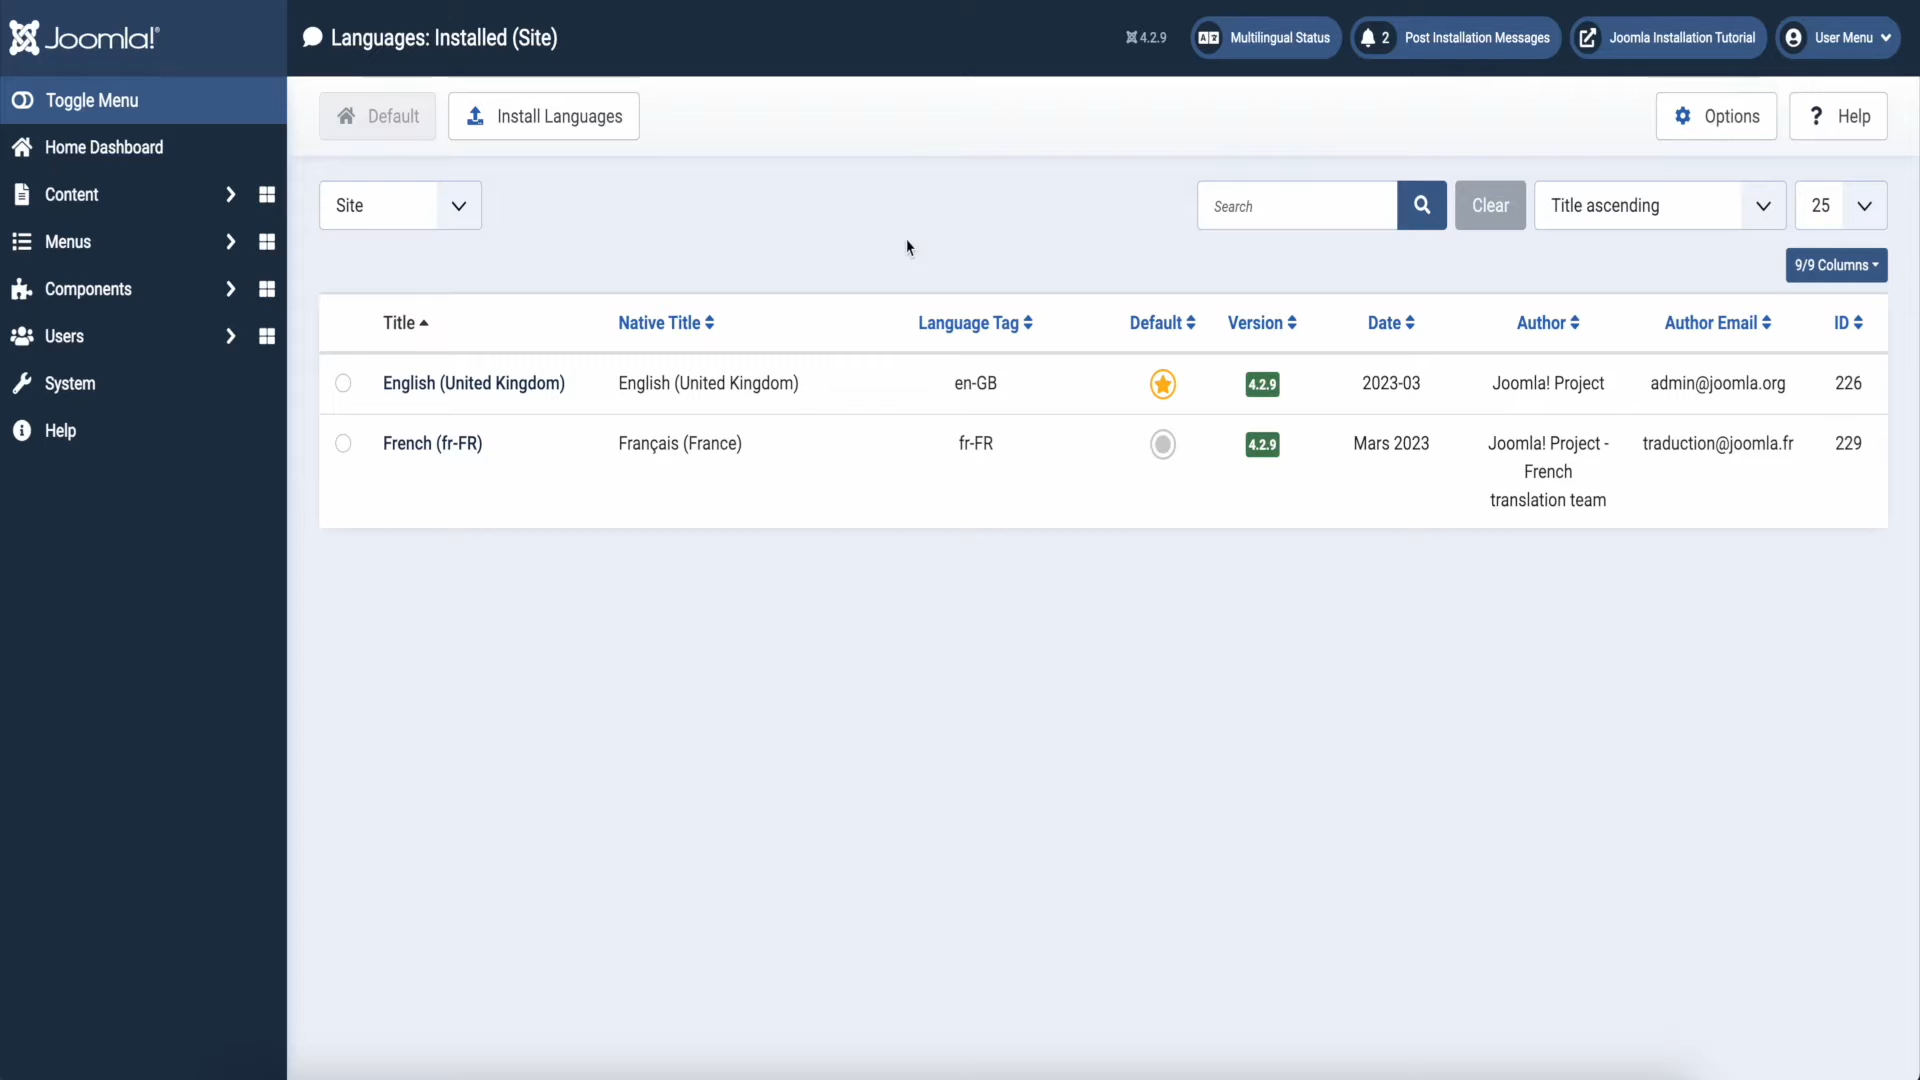 Joomla!®
Languages: Installed (Site)
4.2.9
Multilingual Status
2 Post Installation Messages
Joomla Installation Tutorial
User Menu
Toggle Menu
Default
Install Languages
Options
? Help
Home Dashboard
Content
Menus
Components
Users
System
Help
Site
Search
Clear
Title ascending
25
9/9 Columns
Title Native Title Language Tag Default Version Date Author Author Email ID
English (United Kingdom) English (United Kingdom) en-GB 4.2.9 2023-03 Joomla! Project admin@joomla.org 226
French (fr-FR) Français (France) fr-FR 4.2.9 Mars 2023 Joomla! Project - traduction@joomla.fr 229
French
translation team